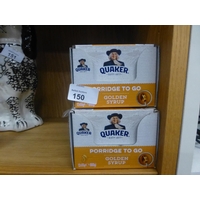 QUAKER
PORRIDGE TO GO
150
GOLDEN
SYRUP
QUAKER
PORRIDGE TO GO
GOLDEN
SYRUP